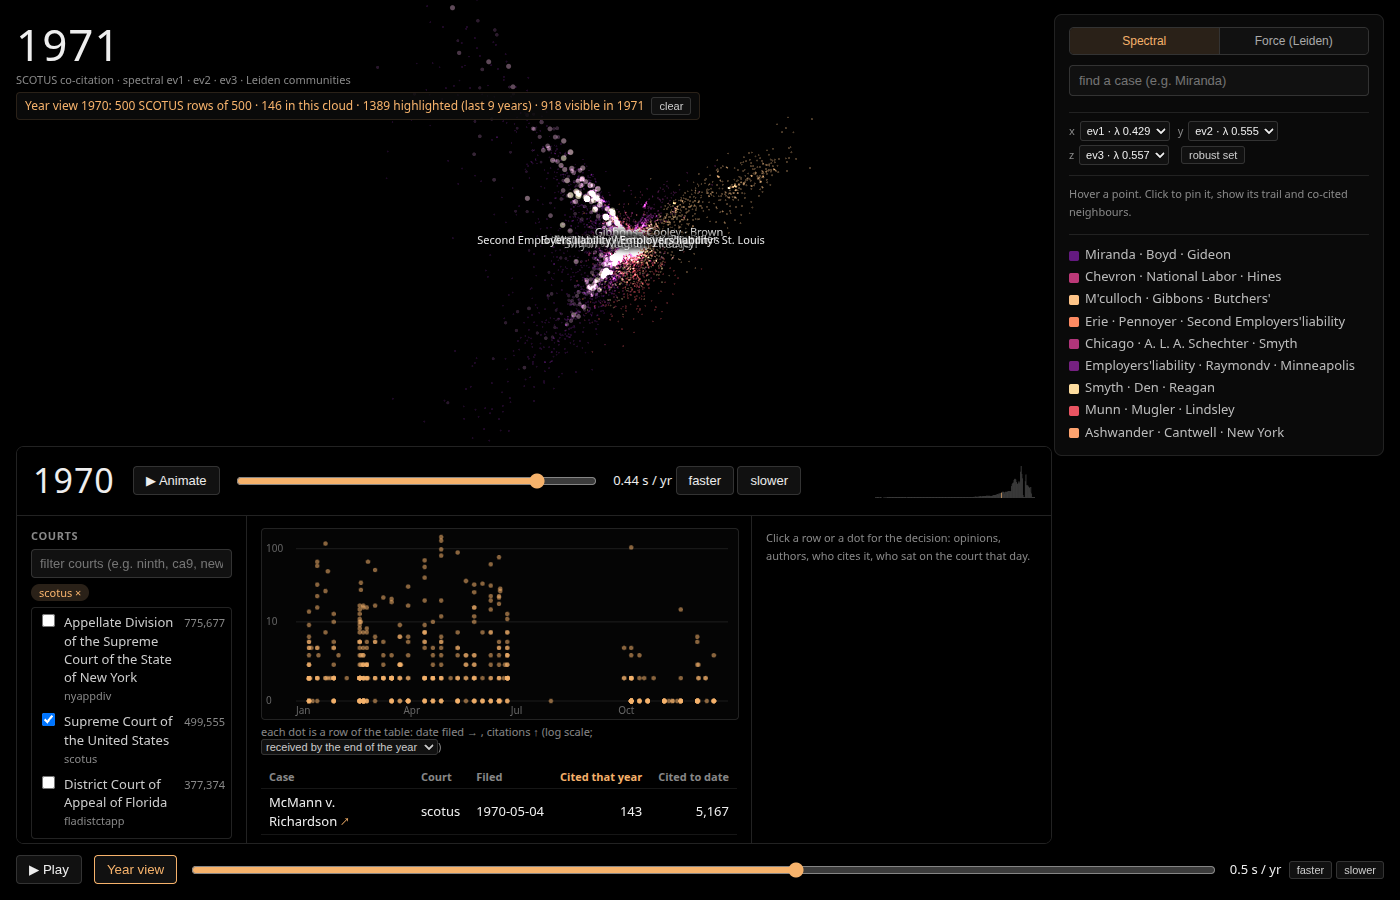 1971
SCOTUS co-citation · spectral ev1 · ev2 · ev3 · Leiden communities
Year view 1970: 500 SCOTUS rows of 500 · 146 in this cloud · 1389 highlighted (last 9 years) · 918 visible in 1971 clear
Cooley · Brown
St. Louis
Spectral Force (Leiden)
find a case (e.g. Miranda)
x ev1 · λ 0.429 y ev2 · λ 0.555
z ev3 · λ 0.557 robust set
Hover a point. Click to pin it, show its trail and co-cited
neighbours.
Miranda · Boyd · Gideon
Chevron · National Labor · Hines
M'culloch · Gibbons · Butchers'
Erie · Pennoyer · Second Employers'liability
Chicago · A. L. A. Schechter · Smyth
Employers'liability · Raymondv · Minneapolis
Smyth · Den · Reagan
Munn · Mugler · Lindsley
Ashwander · Cantwell · New York
1970 ▶ Animate 0.44 s / yr faster slower
COURTS
filter courts (e.g. ninth, ca9, new
scotus ×
Appellate Division 775,677
of the Supreme
Court of the State
of New York
nyappdiv
Supreme Court of 499,555
the United States
scotus
District Court of 377,374
Appeal of Florida
fladistctapp
100
10
0
Jan Apr Jul Oct
each dot is a row of the table: date filed → , citations ↑ (log scale;
received by the end of the year )
Case Court Filed Cited that year Cited to date
McMann v.
Richardson ↗ scotus 1970-05-04 143 5,167
Click a row or a dot for the decision: opinions,
authors, who cites it, who sat on the court that day.
▶ Play Year view 0.5 s / yr faster slower